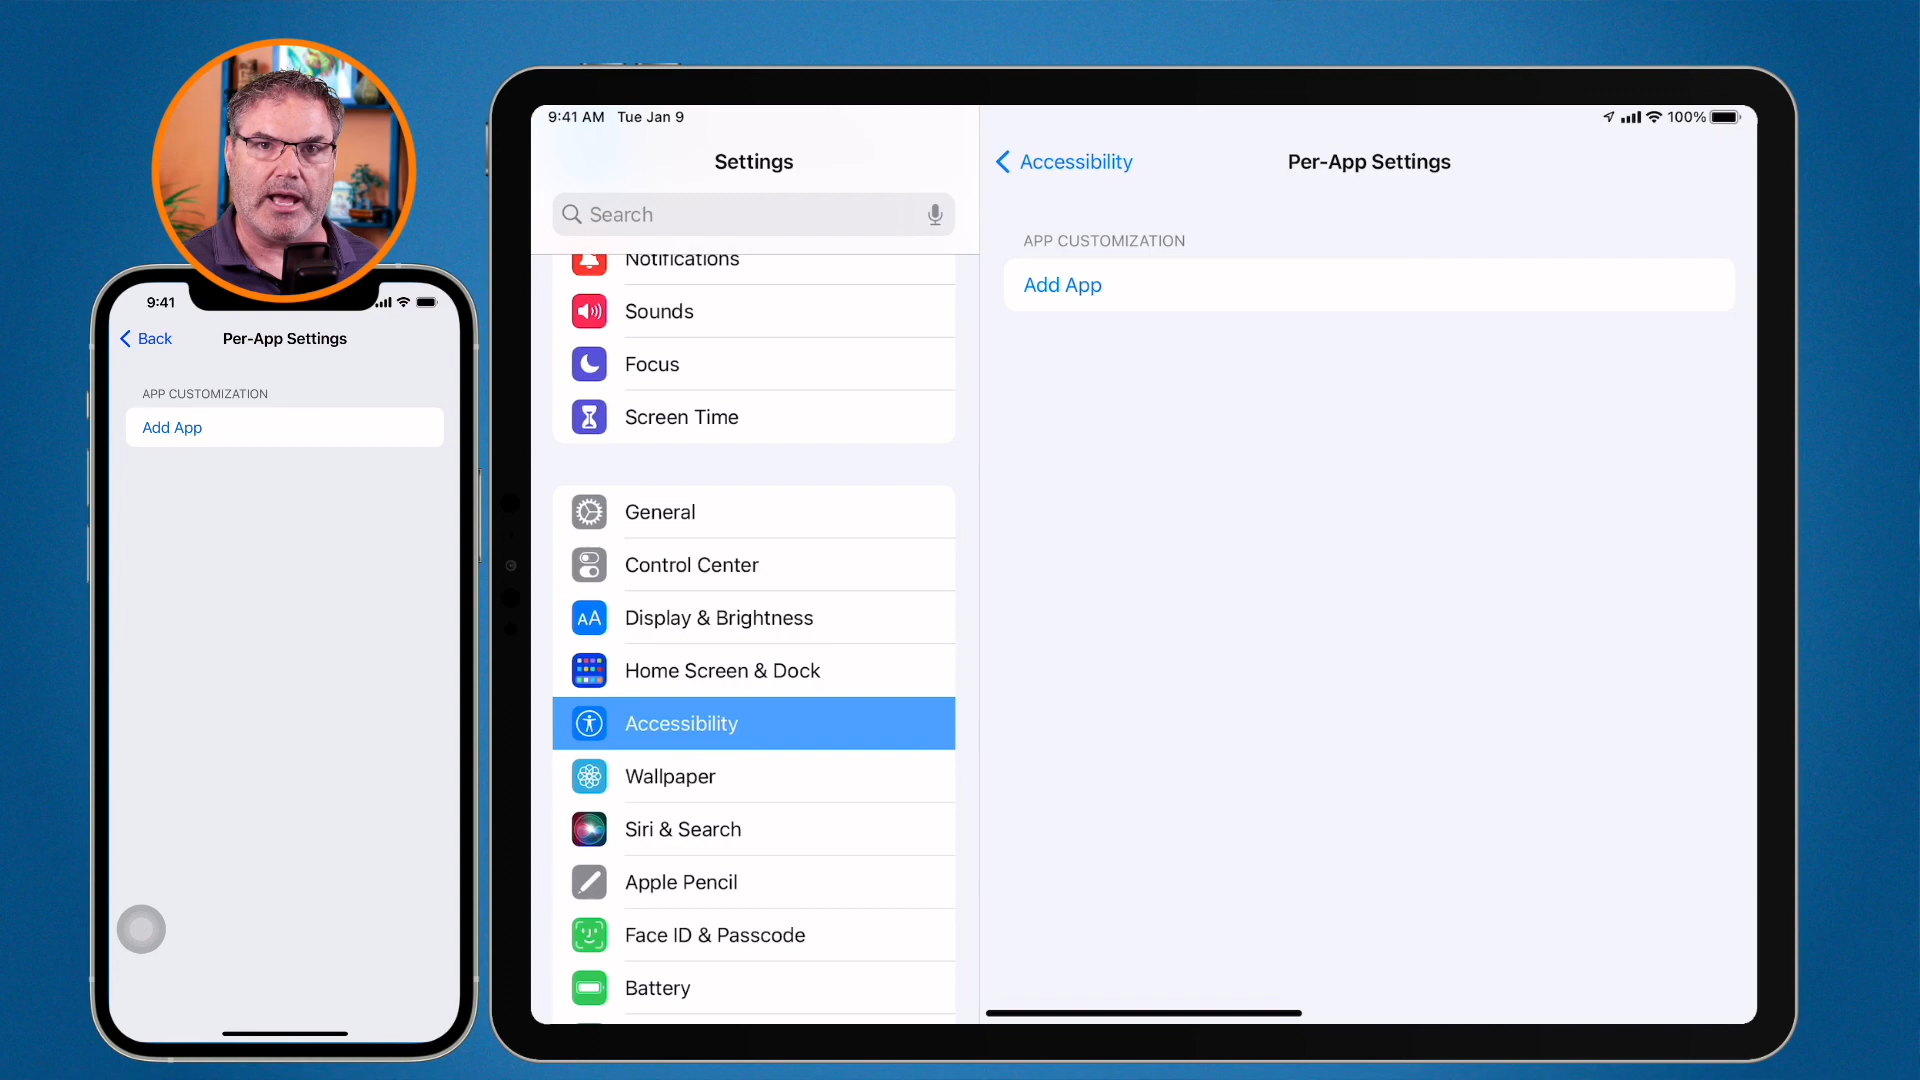 9:41
Back
Per-App Settings
APP CUSTOMIZATION
Add App
9:41 AM Tue Jan 9
100%
Settings
Search
Notifications
Sounds
Focus
Screen Time
General
Control Center
AA Display & Brightness
Home Screen & Dock
Accessibility
Wallpaper
Siri & Search
Apple Pencil
Face ID & Passcode
Battery
Accessibility
Per-App Settings
APP CUSTOMIZATION
Add App